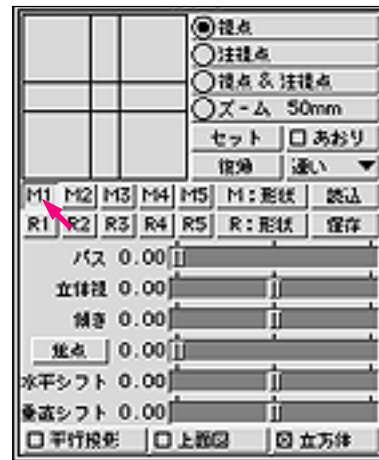 視点
注視点
視点 & 注視点
ズーム 50mm
セット あおり
復帰 速い
M1 M2 M3 M4 M5 M:形状 読込
R1 R2 R3 R4 R5 R:形状 保存
パス 0.00
立体視 0.00
傾き 0.00
焦点 0.00
水平シフト 0.00
垂直シフト 0.00
平行投影 上面図 立方体